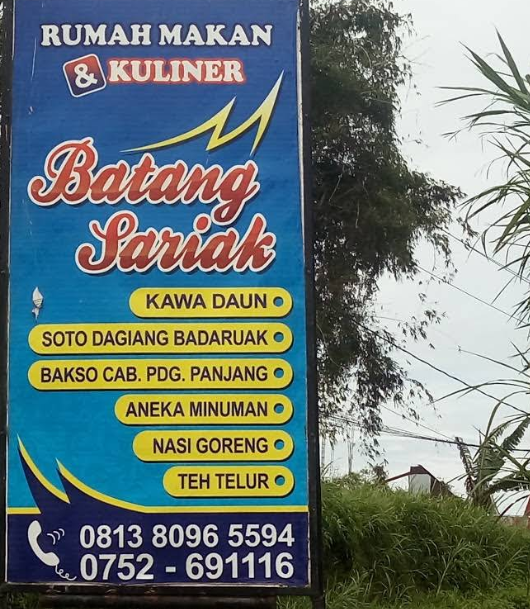 RUMAH MAKAN
& KULINER
Batang
Sariak
KAWA DAUN
SOTO DAGIANG BADARUAK
BAKSO CAB. PDG. PANJANG
ANEKA MINUMAN
NASI GORENG
TEH TELUR
0813 8096 5594
0752 - 691116